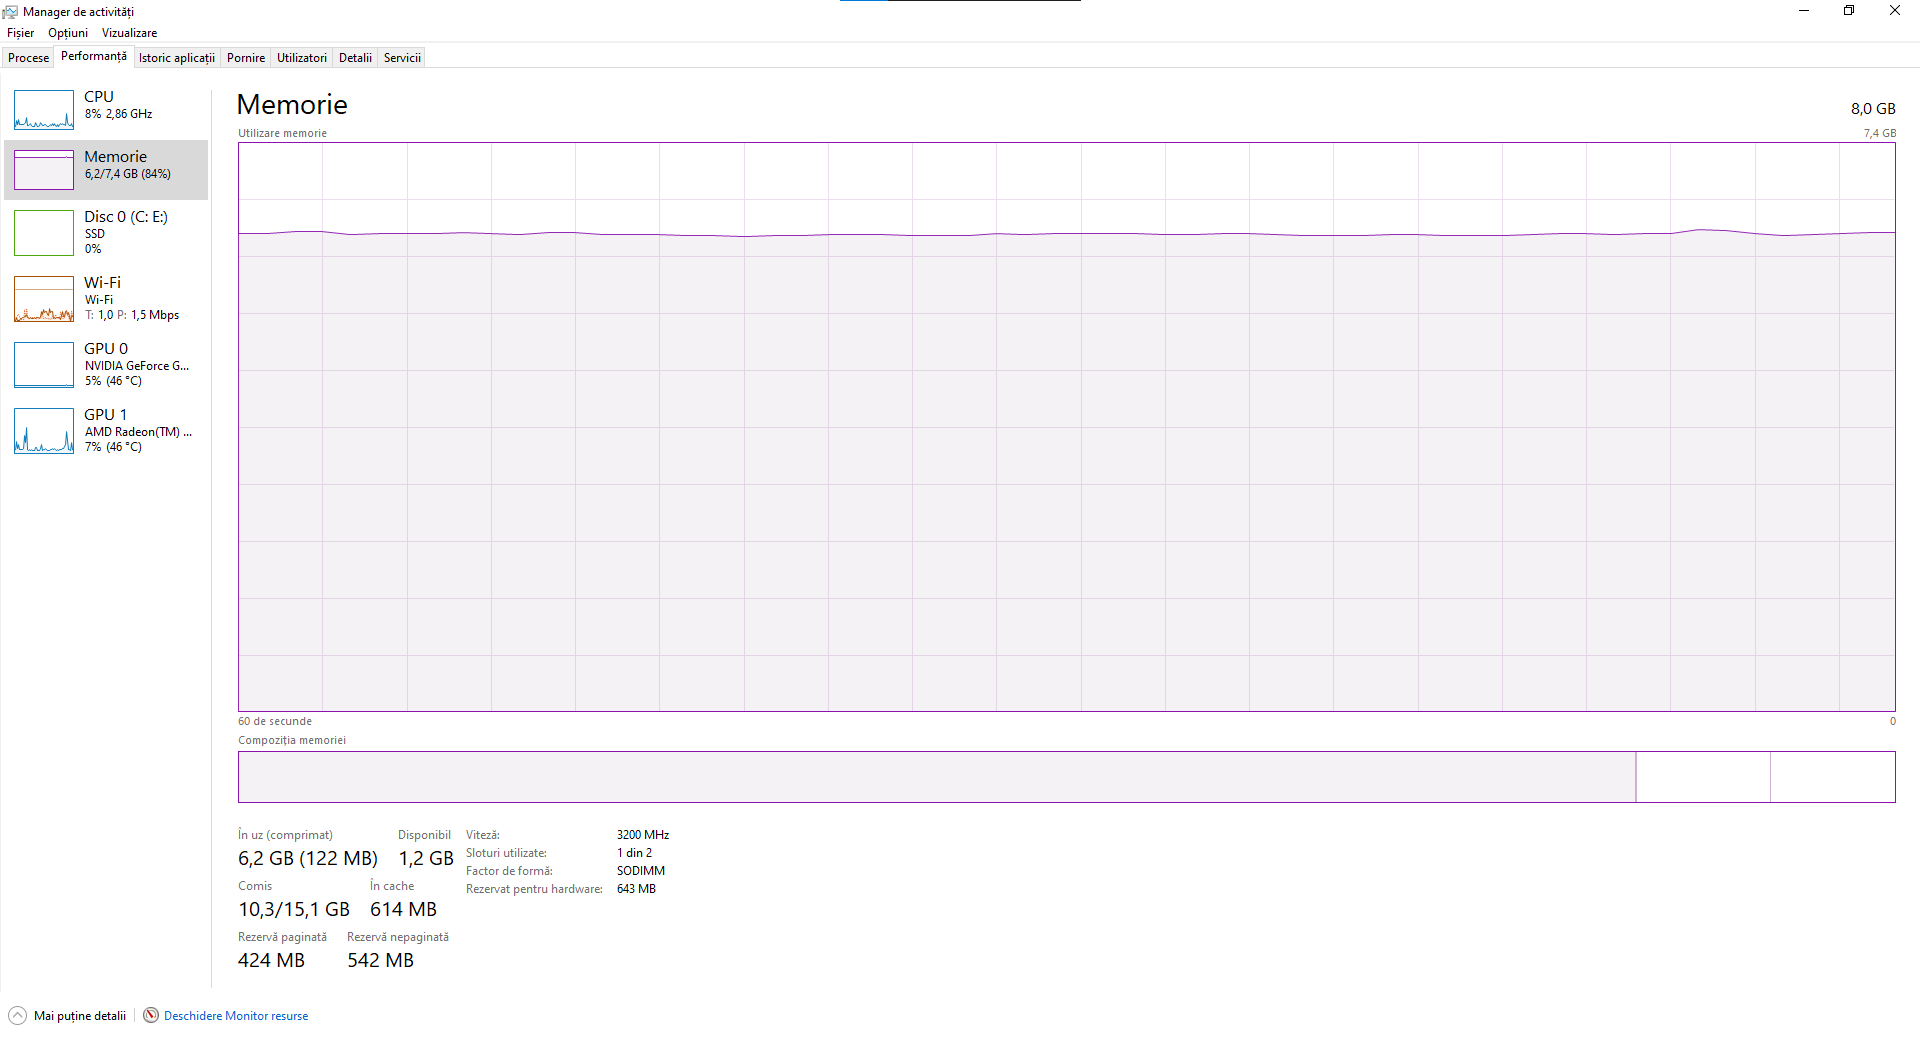 Manager de activități
Fișier Opțiuni Vizualizare
Procese Performanță Istoric aplicații Pornire Utilizatori Detalii Servicii
CPU
8% 2,86 GHz
Memorie
6,2/7,4 GB (84%)
Disc 0 (C: E:)
SSD
0%
Wi-Fi
Wi-Fi
T: 1,0 P: 1,5 Mbps
GPU 0
NVIDIA GeForce G...
5% (46 °C)
GPU 1
AMD Radeon(TM) ...
7% (46 °C)
Memorie 8,0 GB
Utilizare memorie 7,4 GB
60 de secunde 0
Compoziția memoriei
În uz (comprimat) Disponibil
6,2 GB (122 MB) 1,2 GB
Comis În cache
10,3/15,1 GB 614 MB
Rezervă paginată Rezervă nepaginată
424 MB 542 MB
Viteză: 3200 MHz
Sloturi utilizate: 1 din 2
Factor de formă: SODIMM
Rezervat pentru hardware: 643 MB
Mai puține detalii Deschidere Monitor resurse